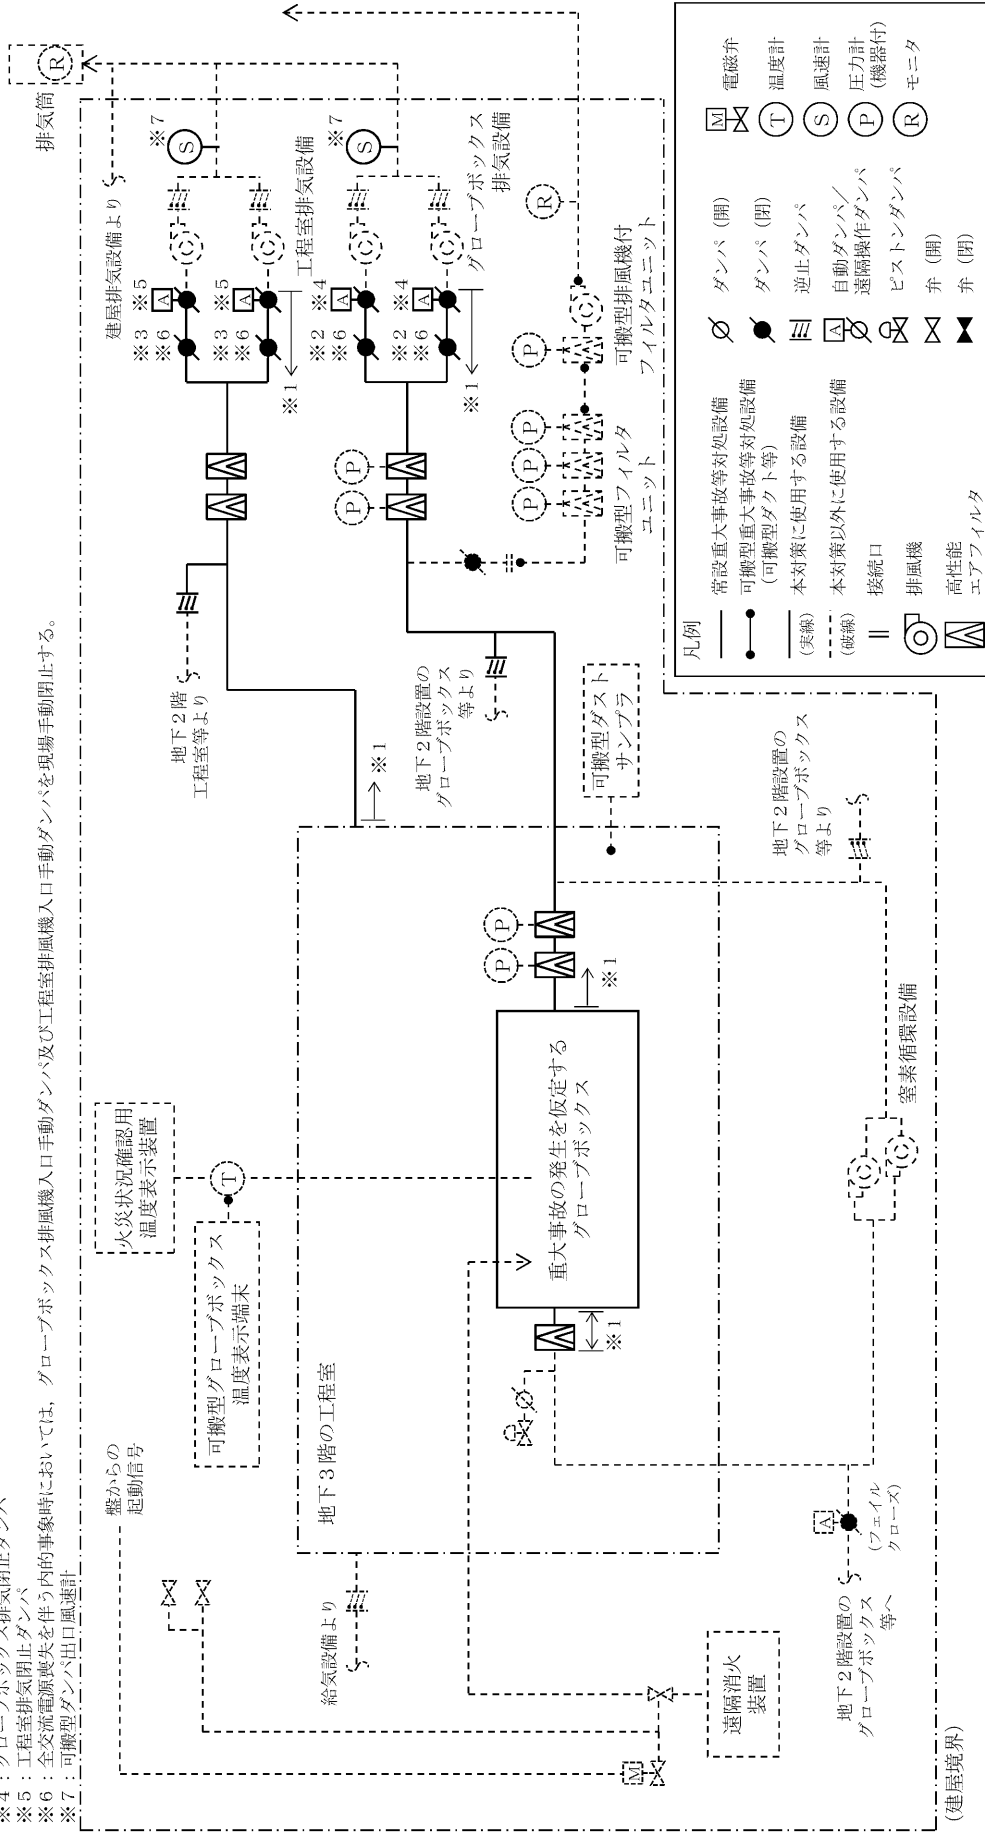 ※4：グローブボックス排気閉止ダンパ
※5：工程室排気閉止ダンパ
※6：全交流電源喪失を伴う内的事象時においては，グローブボックス排風機入口手動ダンパ及び工程室排風機入口手動ダンパを現場手動閉止する。
※7：可搬型ダンパ出口風速計
盤からの
起動信号
火災状況確認用
温度表示装置
T
可搬型グローブボックス
温度表示端末
地下３階の工程室
給気設備より
M
遠隔消火
装置
重大事故の発生を仮定する
グローブボックス
※1
※1
P
P
地下２階設置の
グローブボックス
等へ
A
(フェイル
クローズ)
窒素循環設備
地下２階設置の
グローブボックス
等より
可搬型ダスト
サンプラ
※1
地下２階
工程室等より
地下２階設置の
グローブボックス
等より
P
P
可搬型フィルタ
ユニット
P
P
P
可搬型排風機付
フィルタユニット
P
R
※1
※1
※3
※6
※5
A
※3
※6
※5
A
工程室排気設備
※2
※6
※4
A
※2
※6
※4
A
グローブボックス
排気設備
※7
S
※7
S
建屋排気設備より
排気筒
R
(建屋境界)
凡例
常設重大事故等対処設備
可搬型重大事故等対処設備
(可搬型ダクト等)
(実線)
本対策に使用する設備
(破線)
本対策以外に使用する設備
接続口
排風機
高性能
エアフィルタ
ダンパ（開）
ダンパ（閉）
逆止ダンパ
A
自動ダンパ／
遠隔操作ダンパ
ピストンダンパ
弁（開）
弁（閉）
M
電磁弁
T
温度計
S
風速計
P
圧力計
(機器付)
R
モニタ